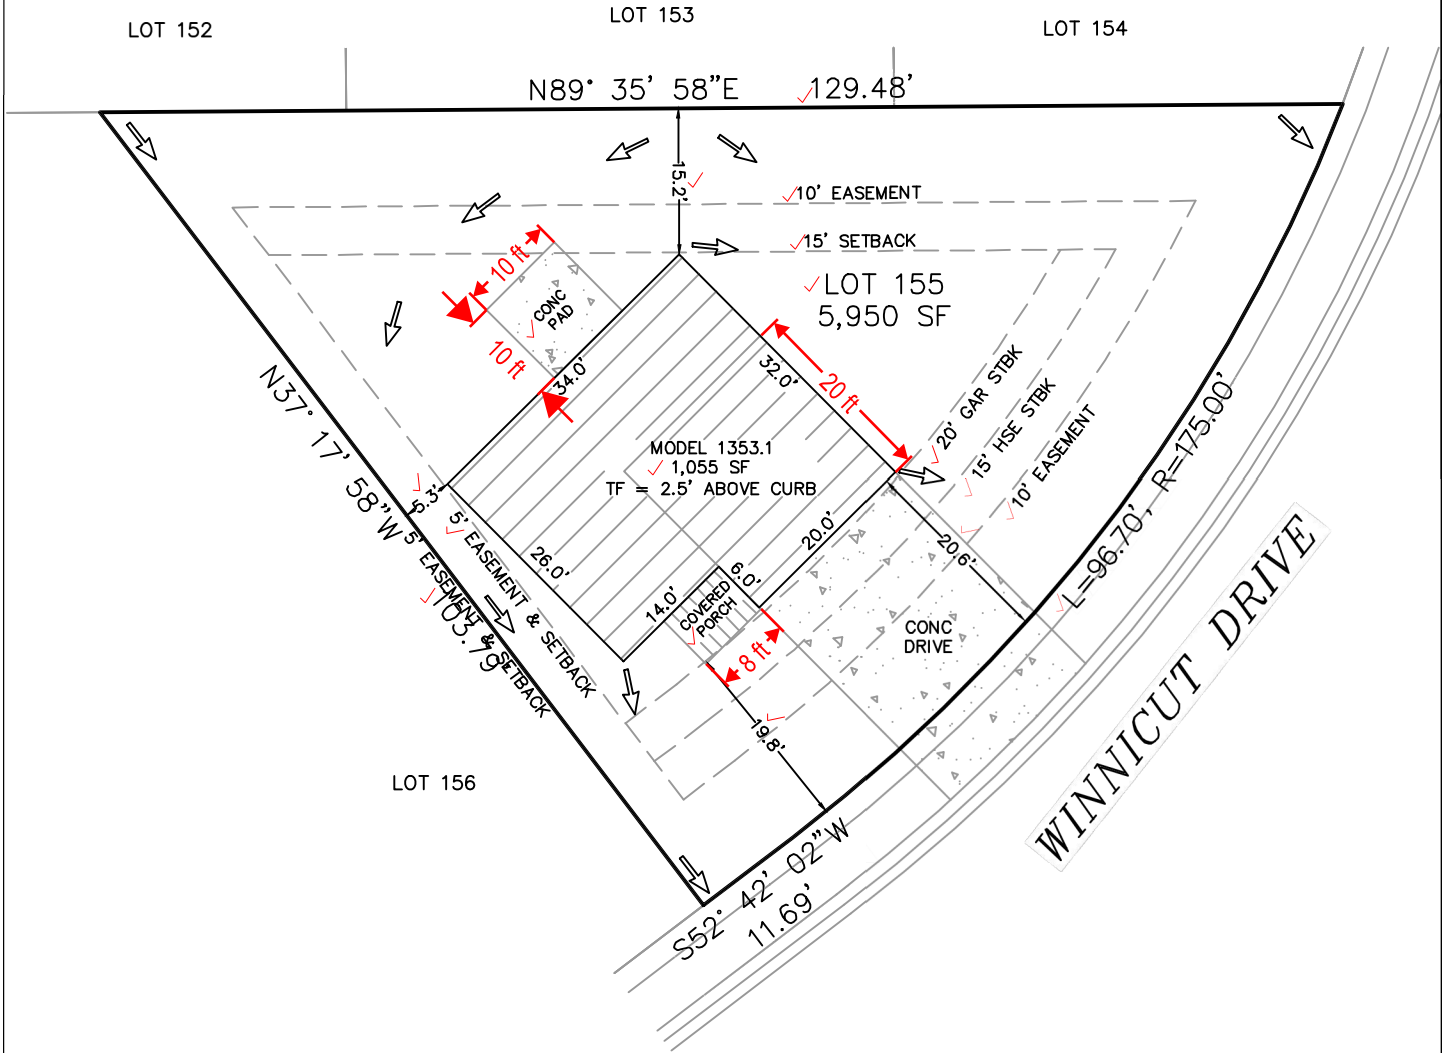 LOT 152
LOT 153
LOT 154
N89° 35' 58"E
129.48'
15.2'
10' EASEMENT
15' SETBACK
LOT 155
5,950 SF
10 ft
CONC
PAD
10 ft
34.0'
32.0'
20 ft
20' GAR STBK
15' HSE STBK
10' EASEMENT
L=96.70', R=175.00'
N37° 17' 58"W
103.79'
MODEL 1353.1
1,055 SF
TF = 2.5' ABOVE CURB
5.3'
5' EASEMENT & SETBACK
5' EASEMENT & SETBACK
26.0'
14.0'
6.0'
20.0'
20.6'
COVERED
PORCH
8 ft
CONC
DRIVE
19.8'
WINNICUT DRIVE
LOT 156
S52° 42' 02"W
11.69'